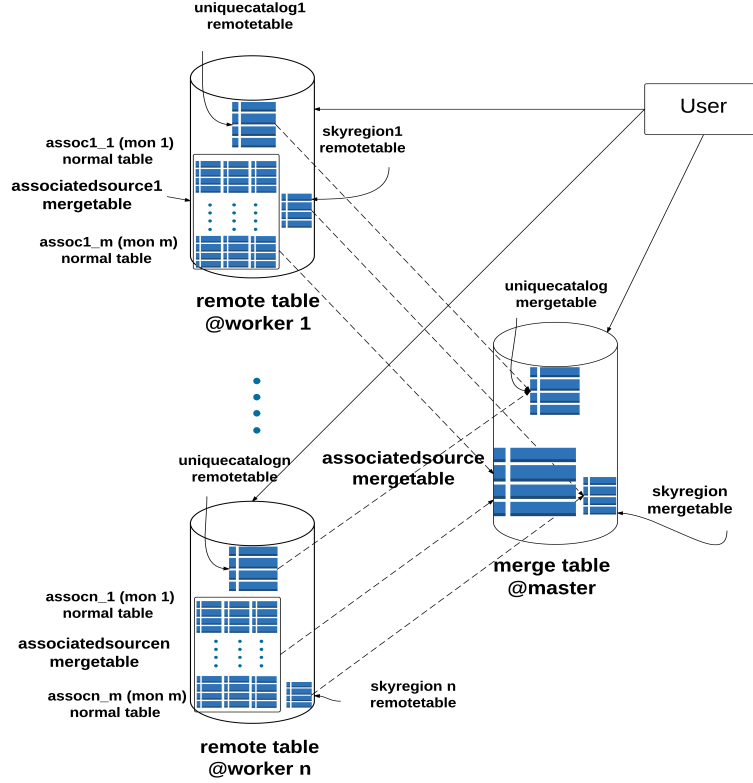 uniquecatalog1
remotetable
User
skyregion1
remotetable
assoc1_1 (mon 1)
normal table
associatedsource1
mergetable
assoc1_m (mon m)
normal table
remote table
@worker 1
uniquecatalog
mergetable
uniquecatalogn
remotetable
associatedsource
mergetable
skyregion
mergetable
merge table
@master
assocn_1 (mon 1)
normal table
associatedsourcen
mergetable
assocn_m (mon m)
normal table
skyregion n
remotetable
remote table
@worker n